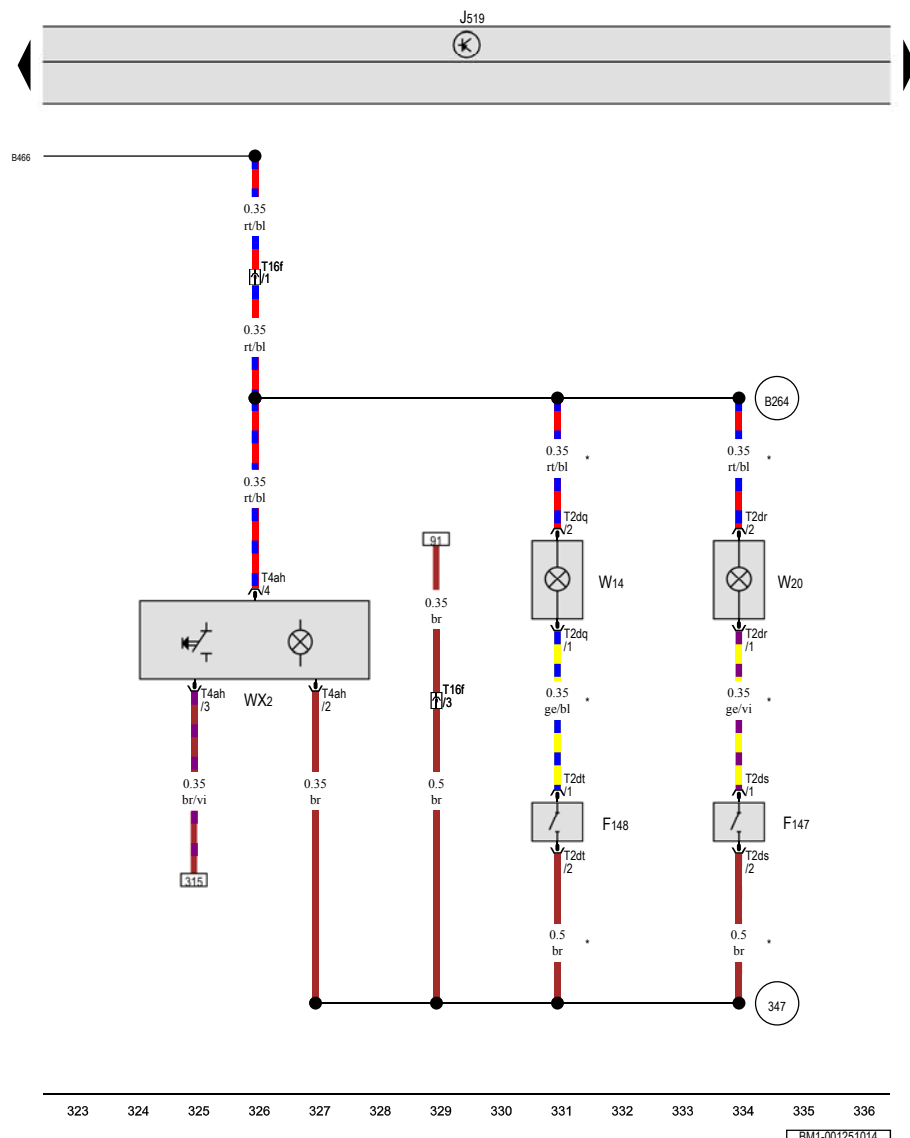 J519
B466
0.35
rt/bl
T16f
/1
0.35
rt/bl
B264
0.35
rt/bl
*
0.35
rt/bl
*
0.35
rt/bl
T2dq
/2
T2dr
/2
91
T4ah
/4
W14
W20
0.35
br
T2dq
/1
T2dr
/1
T4ah
/3
WX2
T4ah
/2
T16f
/3
0.35
ge/bl
*
0.35
ge/vi
*
0.35
br/vi
0.35
br
0.5
br
T2dt
/1
T2ds
/1
F148
F147
T2dt
/2
T2ds
/2
315
0.5
br
*
0.5
br
*
347
323 324 325 326 327 328 329 330 331 332 333 334 335 336
BM1-001251014